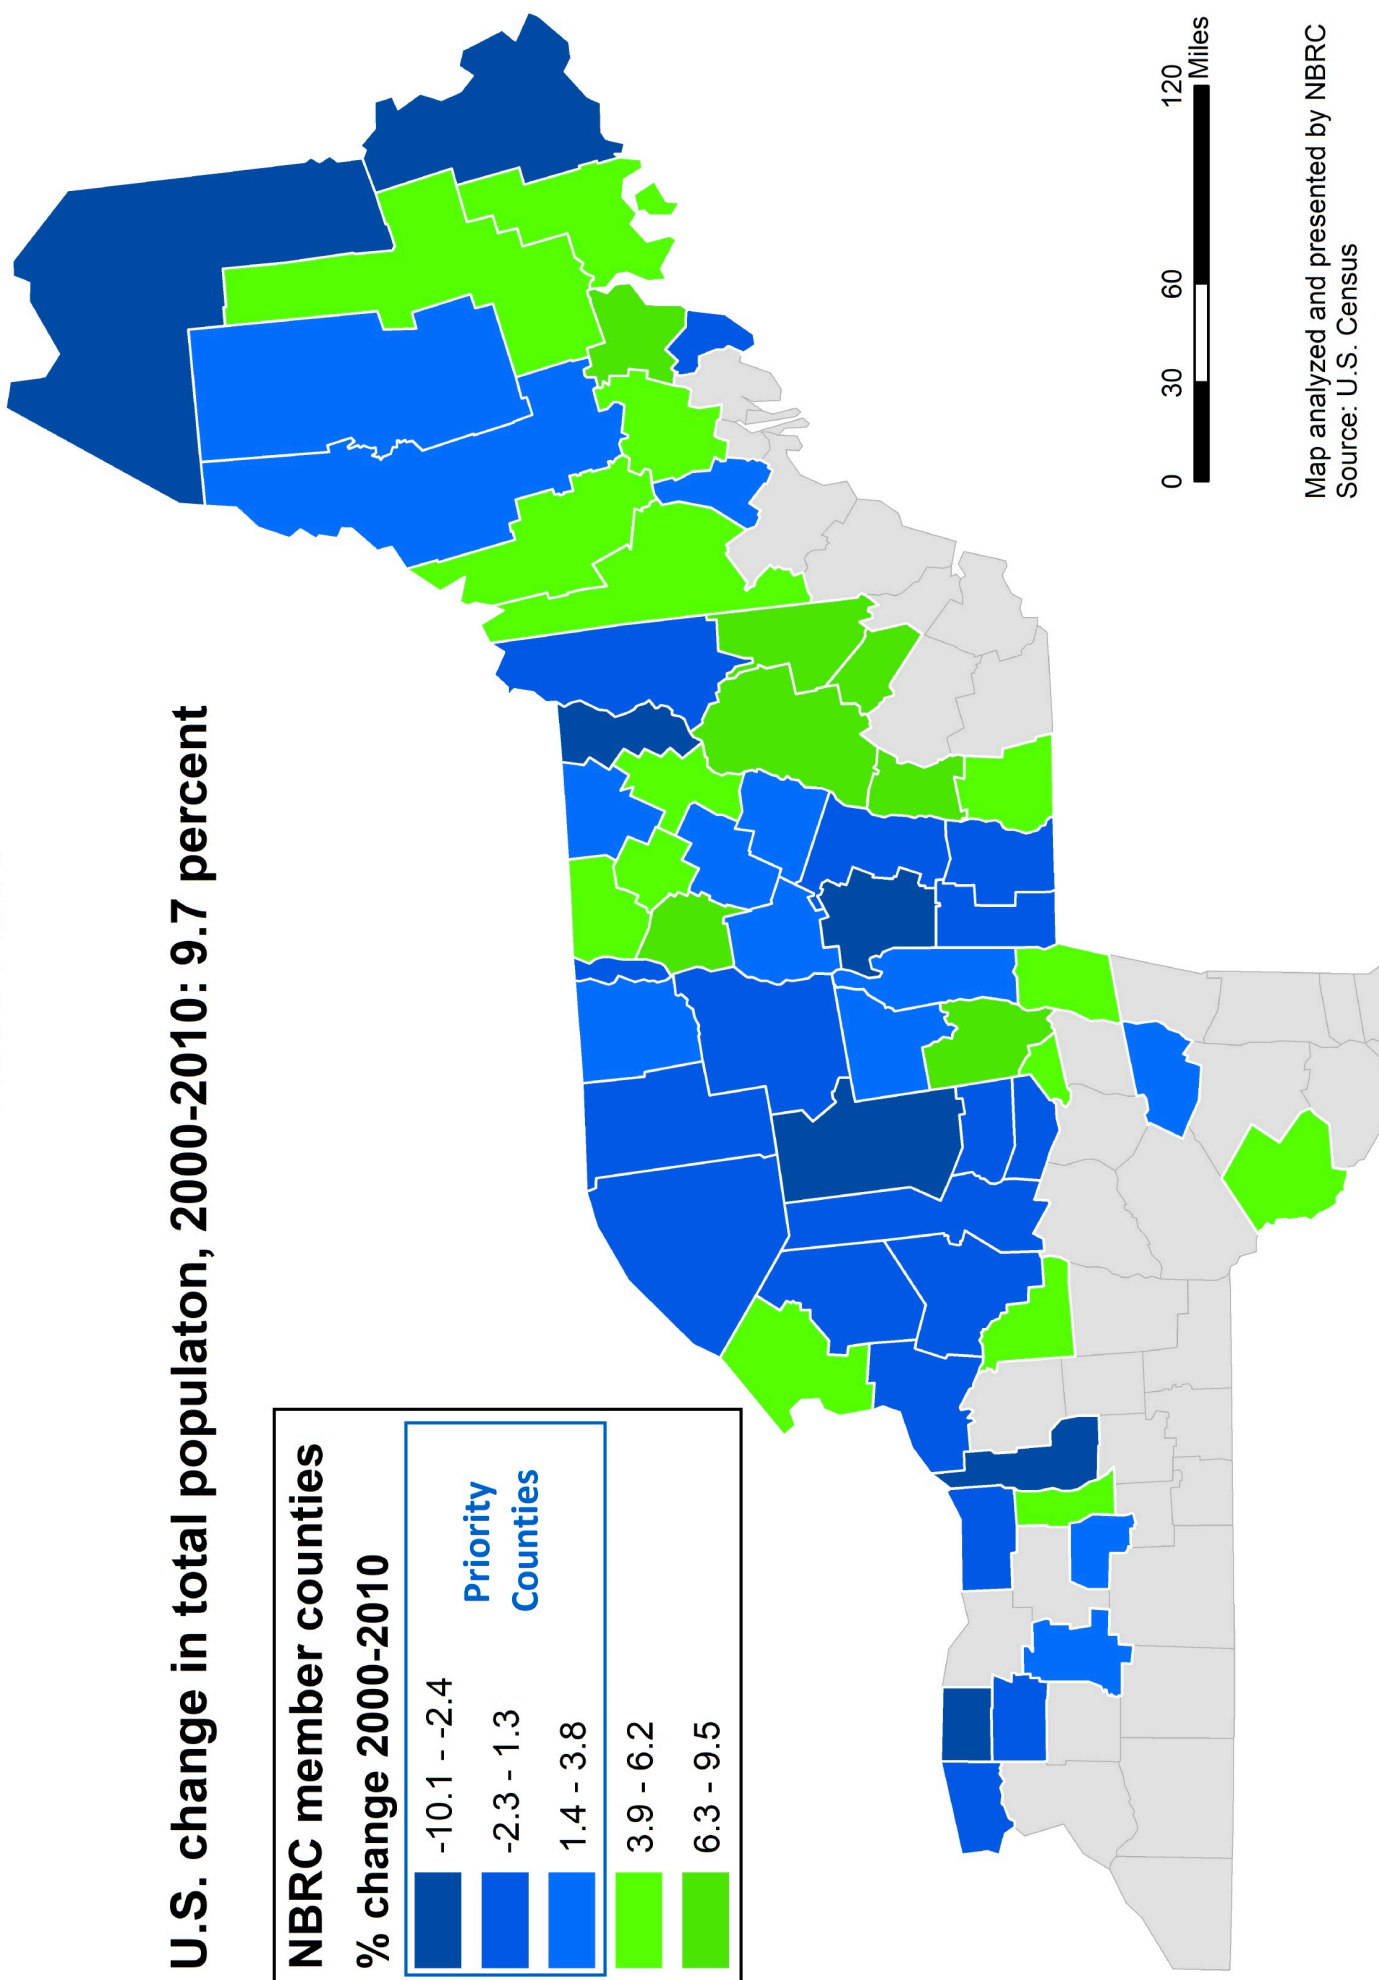 U.S. change in total populaton, 2000-2010: 9.7 percent
NBRC member counties
% change 2000-2010
-10.1 - -2.4
-2.3 - 1.3
1.4 - 3.8
3.9 - 6.2
6.3 - 9.5
Priority
Counties
0 30 60 120
Miles
Map analyzed and presented by NBRC
Source: U.S. Census